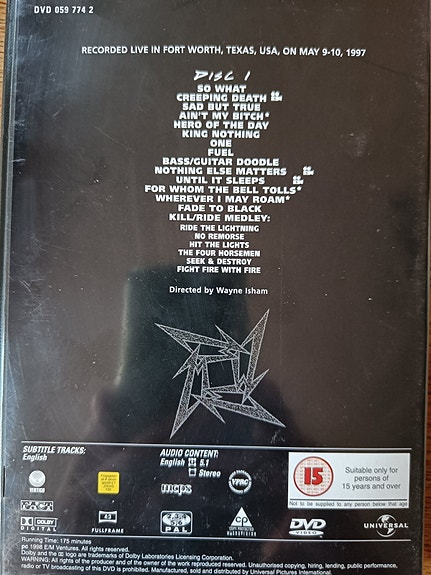 DVD 059 774 2
RECORDED LIVE IN FORT WORTH, TEXAS, USA, ON MAY 9-10, 1997
DISC 1
SO WHAT
CREEPING DEATH
SAD BUT TRUE
AIN'T MY BITCH*
HERO OF THE DAY
KING NOTHING
ONE
FUEL
BASS/GUITAR DOODLE
NOTHING ELSE MATTERS
UNTIL IT SLEEPS
FOR WHOM THE BELL TOLLS*
WHEREVER I MAY ROAM*
FADE TO BLACK
KILL/RIDE MEDLEY:
RIDE THE LIGHTNING
NO REMORSE
HIT THE LIGHTS
THE FOUR HORSEMEN
SEEK & DESTROY
FIGHT FIRE WITH FIRE
Directed by Wayne Isham
SUBTITLE TRACKS:
English
AUDIO CONTENT:
English 5.1
Stereo
VERTIGO
mcps
VPRC
15
Suitable only for
persons of
15 years and over
Not to be supplied to any person below that age
DOLBY
DIGITAL
4:3
FULLFRAME
PAL
DVD
VIDEO
UNIVERSAL
Running Time: 175 minutes
pc 1998 E/M Ventures. All rights reserved.
Dolby and the DD logo are trademarks of Dolby Laboratories Licensing Corporation.
WARNING: All rights of the producer and of the owner of the work reproduced reserved. Unauthorised copying, hiring, lending, public performance,
radio or TV broadcasting of this DVD is prohibited. Manufactured, sold and distributed by Universal Pictures International.